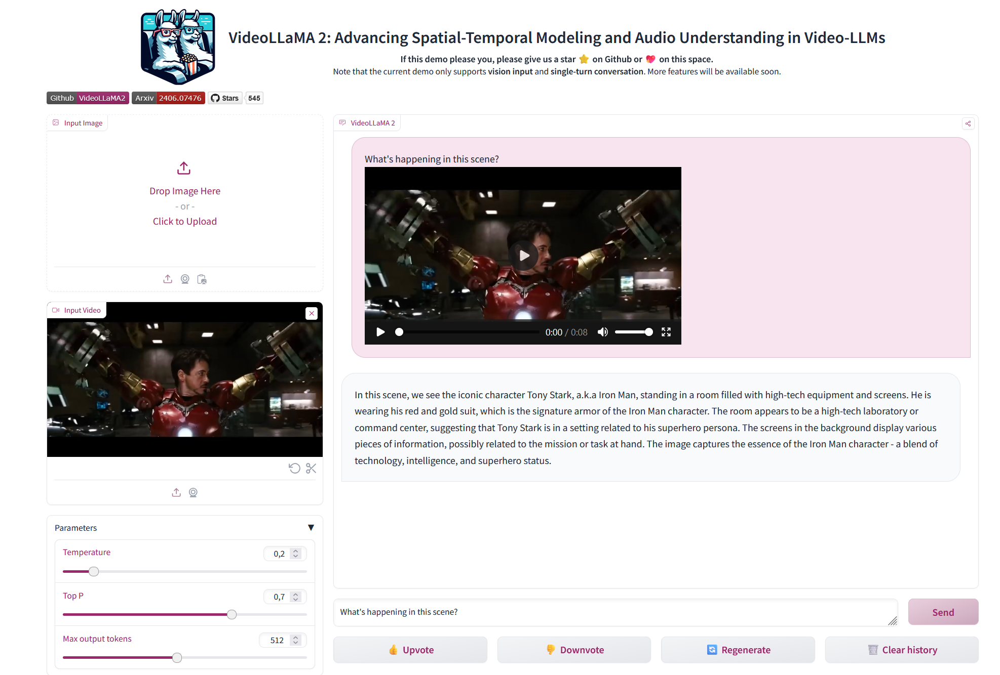 VideoLLaMA 2: Advancing Spatial-Temporal Modeling and Audio Understanding in Video-LLMs
If this demo please you, please give us a star ⭐ on Github or 💖 on this space.
Note that the current demo only supports vision input and single-turn conversation. More features will be available soon.
Github VideoLLaMA2 Arxiv 2406.07476 Stars 545
Input Image
Drop Image Here
- or -
Click to Upload
Input Video
Parameters
Temperature 0,2
Top P 0,7
Max output tokens 512
VideoLLaMA 2
What's happening in this scene?
0:00 / 0:08
In this scene, we see the iconic character Tony Stark, a.k.a Iron Man, standing in a room filled with high-tech equipment and screens. He is
wearing his red and gold suit, which is the signature armor of the Iron Man character. The room appears to be a high-tech laboratory or
command center, suggesting that Tony Stark is in a setting related to his superhero persona. The screens in the background display various
pieces of information, possibly related to the mission or task at hand. The image captures the essence of the Iron Man character - a blend of
technology, intelligence, and superhero status.
What's happening in this scene?
Send
👍 Upvote
👎 Downvote
🔄 Regenerate
🗑️ Clear history